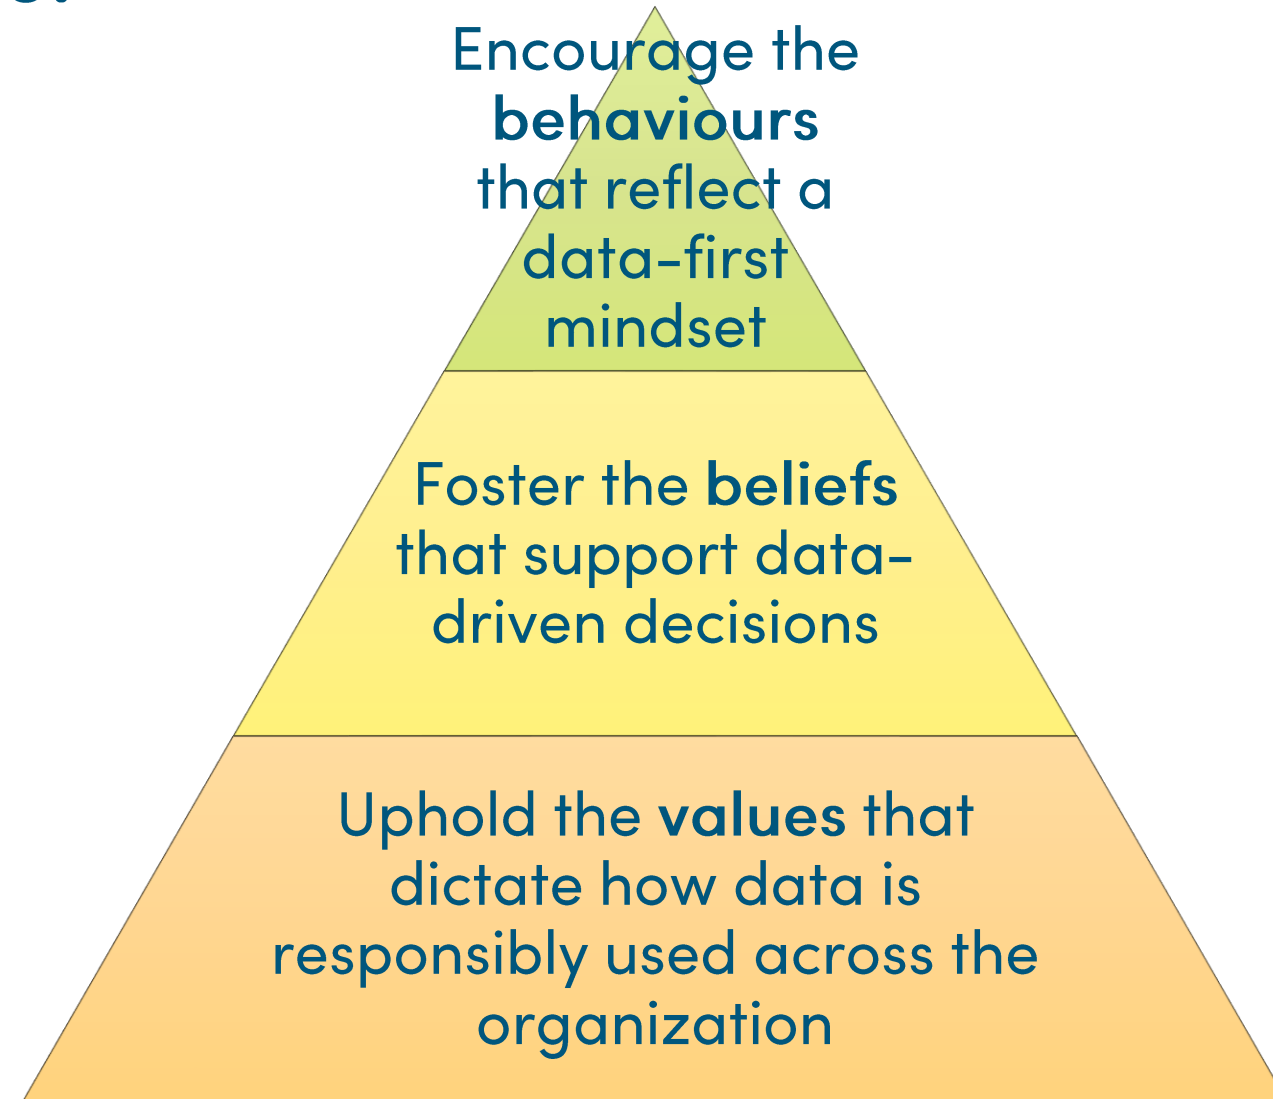 Encourage the
behaviours
that reflect a
data-first
mindset
Foster the beliefs
that support data-
driven decisions
Uphold the values that
dictate how data is
responsibly used across the
organization